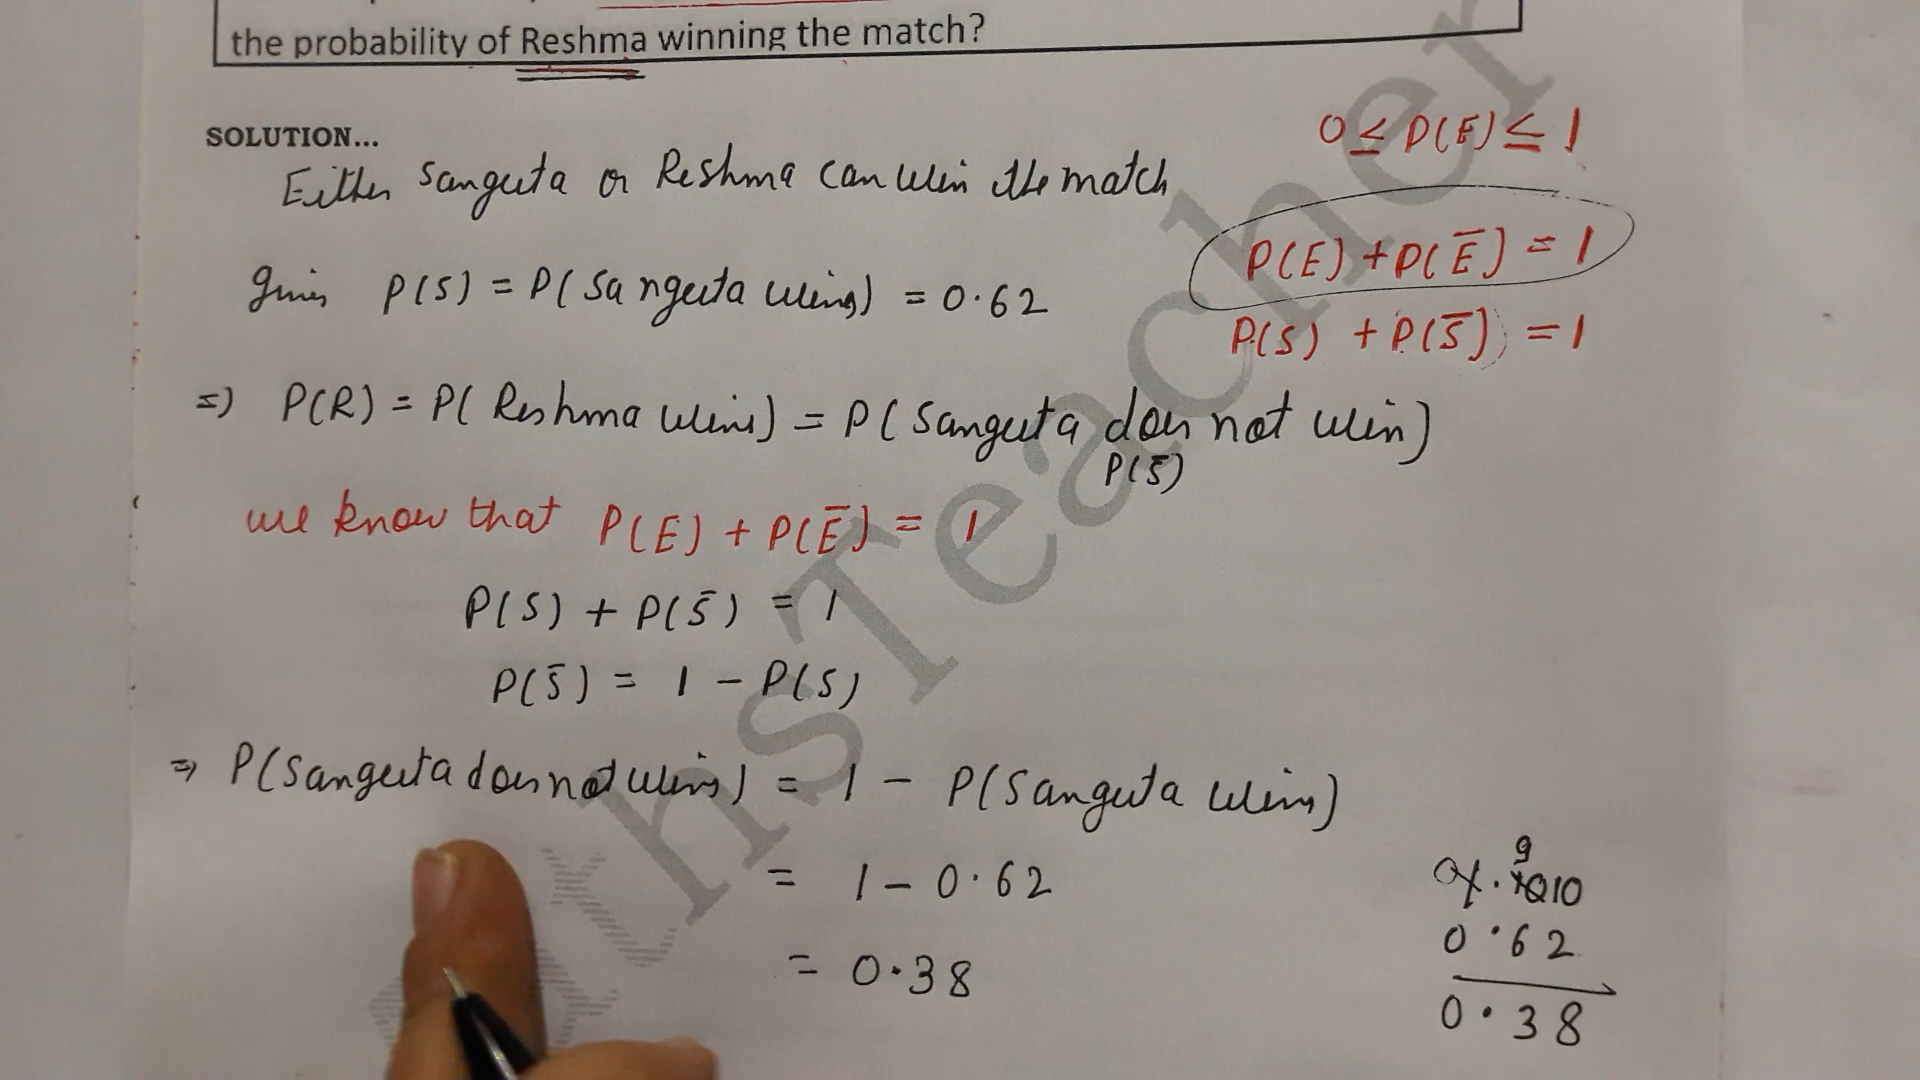 the probability of Reshma winning the match?
SOLUTION...
Either Sangeeta or Reshma can win the match
given P(S) = P(Sangeeta wins) = 0.62
=) P(R) = P(Reshma wins) = P(Sangeeta does not win)
P(S̄)
we know that P(E) + P(Ē) = 1
P(S) + P(S̄) = 1
P(S̄) = 1 - P(S)
⇒ P(Sangeeta does not wins) = 1 - P(Sangeeta wins)
= 1 - 0.62
= 0.38
0 ≤ P(E) ≤ 1
P(E) + P(Ē) = 1
P(S) + P(S̄) = 1
9
0.62
0.38
hsTeacher